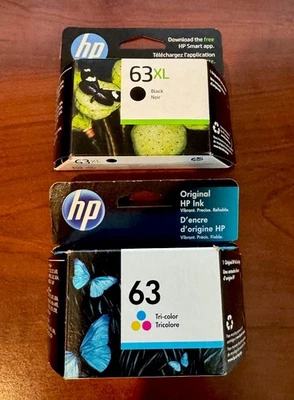 Download the free
HP Smart app.
Téléchargez l'application
hp
63XL
Black
Noir
63XL
hp
Original
HP Ink
Vibrant. Precise. Reliable.
D'encre
d'origine HP
63
Tri-color
Tricolore